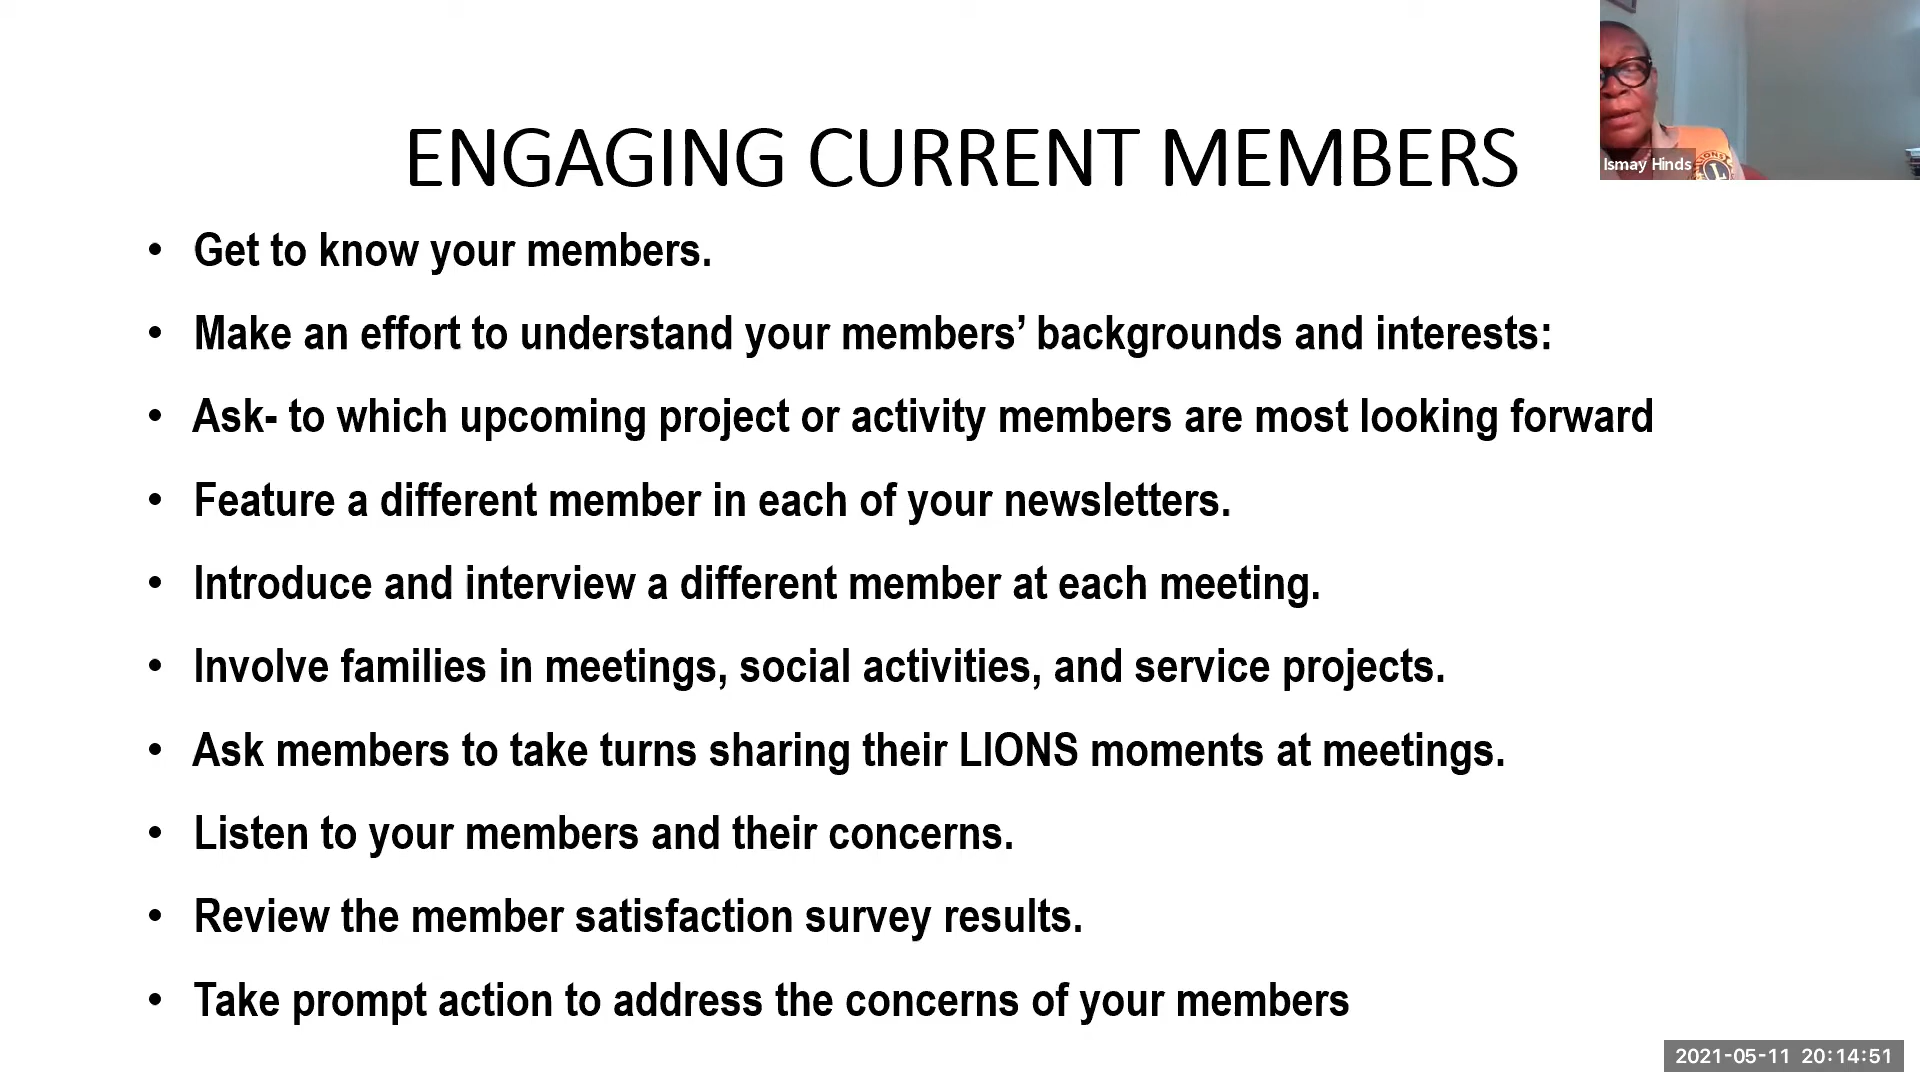 ENGAGING CURRENT MEMBERS
Ismay Hinds
LIONS
L
• Get to know your members.
• Make an effort to understand your members’ backgrounds and interests:
• Ask- to which upcoming project or activity members are most looking forward
• Feature a different member in each of your newsletters.
• Introduce and interview a different member at each meeting.
• Involve families in meetings, social activities, and service projects.
• Ask members to take turns sharing their LIONS moments at meetings.
• Listen to your members and their concerns.
• Review the member satisfaction survey results.
• Take prompt action to address the concerns of your members
2021-05-11 20:14:51